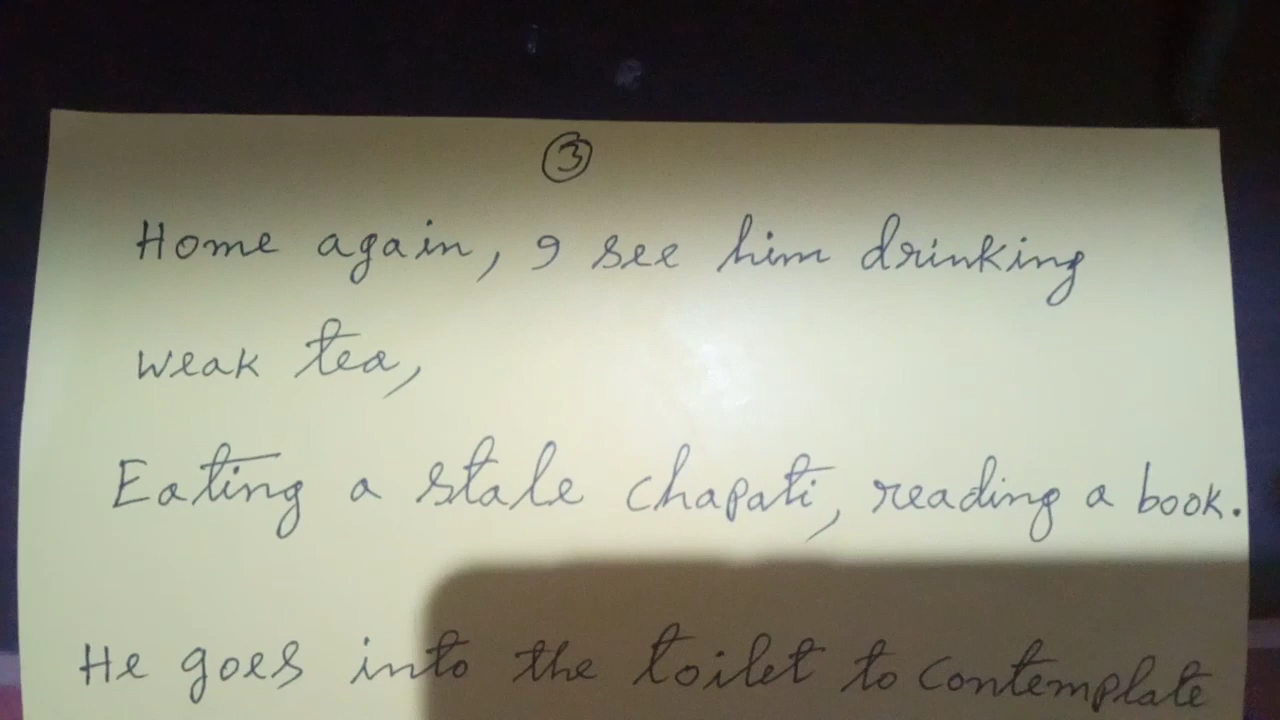 3
Home again, I see him drinking
weak tea,
Eating a stale chapati, reading a book.
He goes into the toilet to contemplate